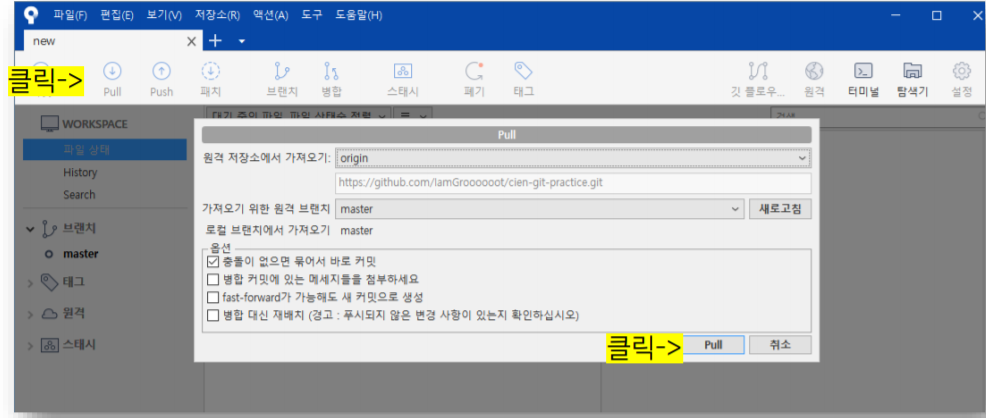 파일(F) 편집(E) 보기(V) 저장소(R) 액션(A) 도구 도움말(H)
new
클릭-> Pull Push 패치 브랜치 병합 스태시 폐기 태그 깃 플로우... 원격 터미널 탐색기 설정
WORKSPACE
파일 상태
History
Search
브랜치
master
태그
원격
스태시
대기 중인 파일, 파일 상태순 정렬
검색
Pull
원격 저장소에서 가져오기: origin
https://github.com/IamGroooooot/cien-git-practice.git
가져오기 위한 원격 브랜치 master 새로고침
로컬 브랜치에서 가져오기 master
옵션
충돌이 없으면 묶어서 바로 커밋
병합 커밋에 있는 메세지들을 첨부하세요
fast-forward가 가능해도 새 커밋으로 생성
병합 대신 재배치 (경고 : 푸시되지 않은 변경 사항이 있는지 확인하십시오)
클릭-> Pull 취소